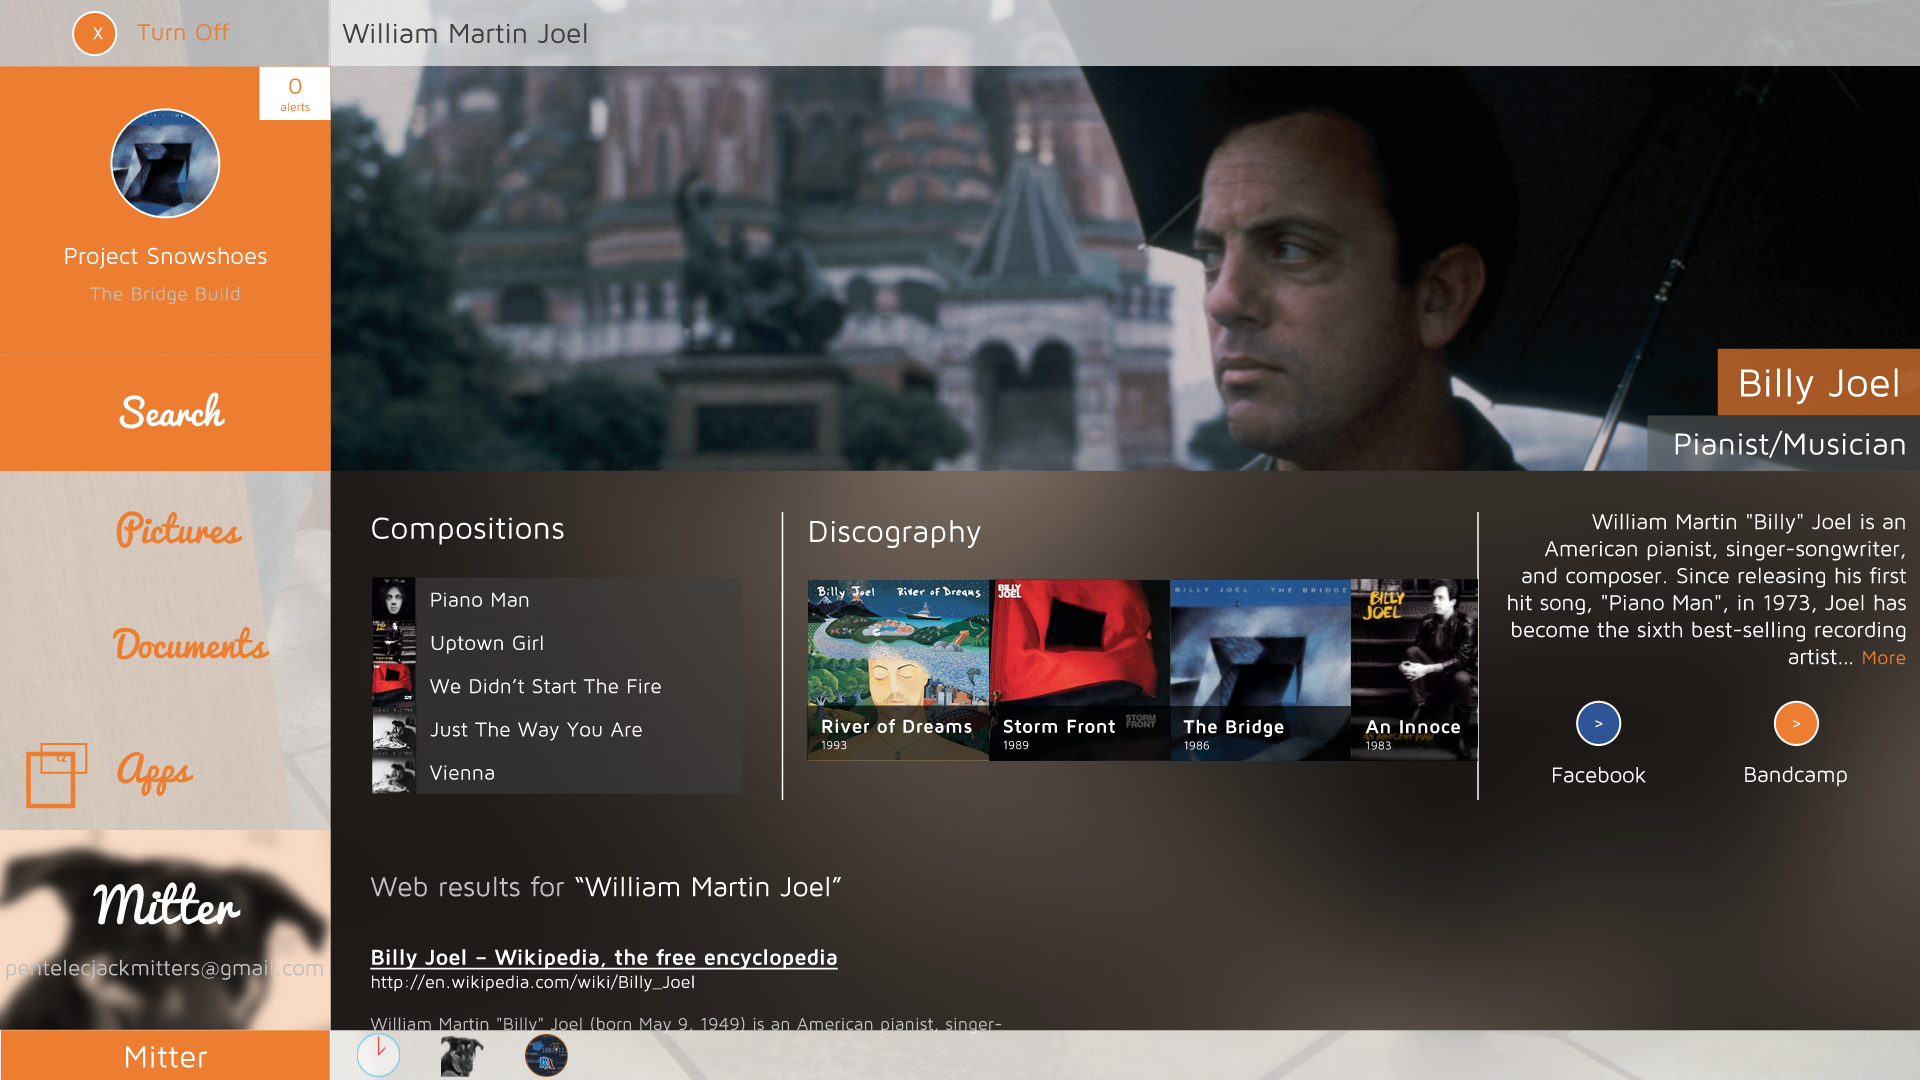 X Turn Off
William Martin Joel
0
alerts
Project Snowshoes
The Bridge Build
Search
Pictures
Documents
a
Apps
Mitter
pentelecjackmitters@gmail.com
Mitter
Billy Joel
Pianist/Musician
Compositions
Piano Man
Uptown Girl
We Didn't Start The Fire
Just The Way You Are
Vienna
Discography
Billy Joel River of Dreams
River of Dreams
1993
BILLY
JOEL
STORM
FRONT
Storm Front
1989
BILLY JOEL - THE BRIDGE
The Bridge
1986
BILLY
JOEL
An Innoce
1983
William Martin "Billy" Joel is an
American pianist, singer-songwriter,
and composer. Since releasing his first
hit song, "Piano Man", in 1973, Joel has
become the sixth best-selling recording
artist... More
>
Facebook
>
Bandcamp
Web results for “William Martin Joel”
Billy Joel – Wikipedia, the free encyclopedia
http://en.wikipedia.com/wiki/Billy_Joel
William Martin "Billy" Joel (born May 9, 1949) is an American pianist, singer-